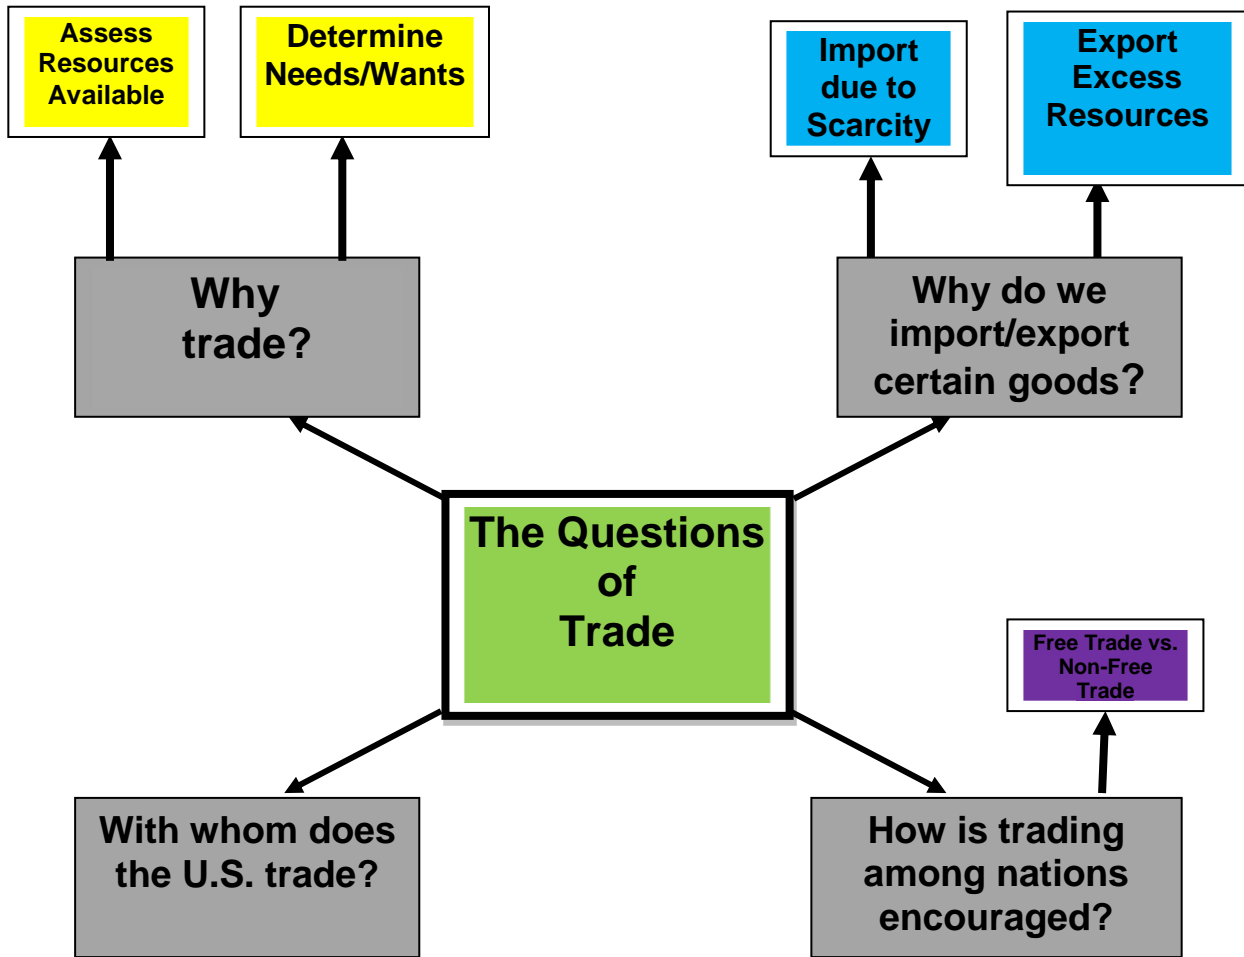 Assess
Resources
Available
Determine
Needs/Wants
Import
due to
Scarcity
Export
Excess
Resources
Why
trade?
Why do we
import/export
certain goods?
The Questions
of
Trade
Free Trade vs.
Non-Free
Trade
With whom does
the U.S. trade?
How is trading
among nations
encouraged?